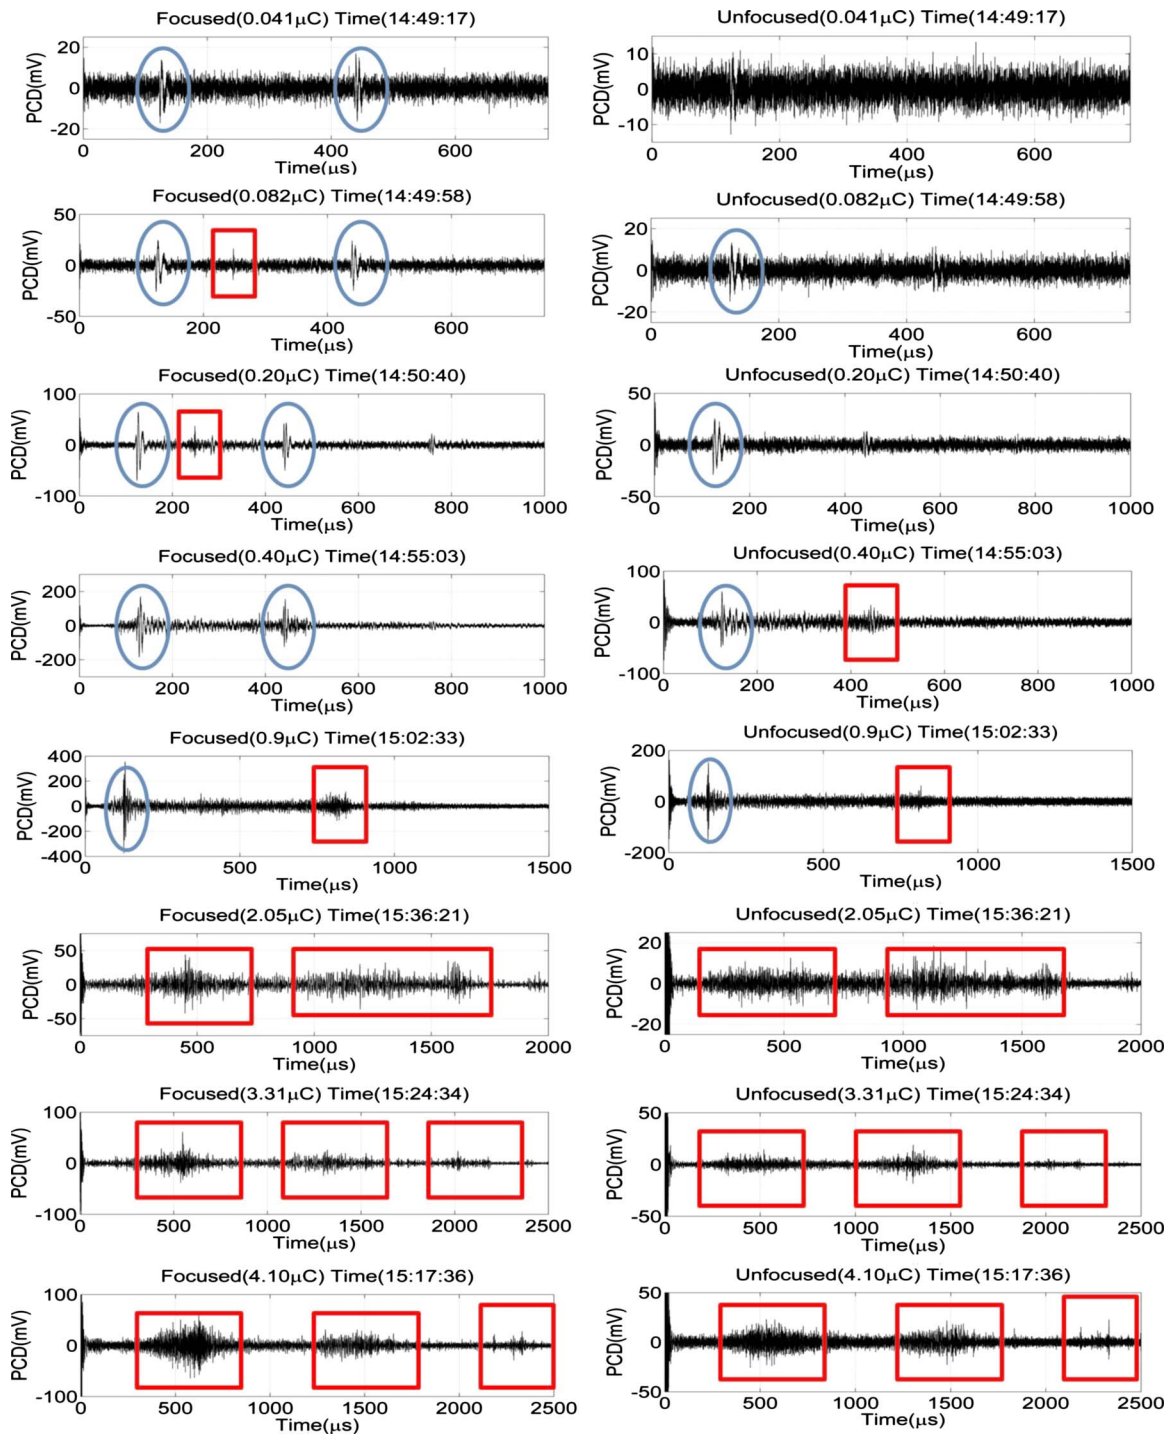 Focused(0.041μC) Time(14:49:17)
PCD(mV)
20
0
-20
0 200 400 600
Time(μs)
Unfocused(0.041μC) Time(14:49:17)
PCD(mV)
10
0
-10
0 200 400 600
Time(μs)
Focused(0.082μC) Time(14:49:58)
PCD(mV)
50
0
-50
0 200 400 600
Time(μs)
Unfocused(0.082μC) Time(14:49:58)
PCD(mV)
20
0
-20
0 200 400 600
Time(μs)
Focused(0.20μC) Time(14:50:40)
PCD(mV)
100
0
-100
0 200 400 600 800 1000
Time(μs)
Unfocused(0.20μC) Time(14:50:40)
PCD(mV)
50
0
-50
0 200 400 600 800 1000
Time(μs)
Focused(0.40μC) Time(14:55:03)
PCD(mV)
200
0
-200
0 200 400 600 800 1000
Time(μs)
Unfocused(0.40μC) Time(14:55:03)
PCD(mV)
100
0
-100
0 200 400 600 800 1000
Time(μs)
Focused(0.9μC) Time(15:02:33)
PCD(mV)
400
200
0
-200
-400
0 500 1000 1500
Time(μs)
Unfocused(0.9μC) Time(15:02:33)
PCD(mV)
200
0
-200
0 500 1000 1500
Time(μs)
Focused(2.05μC) Time(15:36:21)
PCD(mV)
50
0
-50
0 500 1000 1500 2000
Time(μs)
Unfocused(2.05μC) Time(15:36:21)
PCD(mV)
20
0
-20
0 500 1000 1500 2000
Time(μs)
Focused(3.31μC) Time(15:24:34)
PCD(mV)
100
0
-100
0 500 1000 1500 2000 2500
Time(μs)
Unfocused(3.31μC) Time(15:24:34)
PCD(mV)
50
0
-50
0 500 1000 1500 2000 2500
Time(μs)
Focused(4.10μC) Time(15:17:36)
PCD(mV)
100
0
-100
0 500 1000 1500 2000 2500
Time(μs)
Unfocused(4.10μC) Time(15:17:36)
PCD(mV)
50
0
-50
0 500 1000 1500 2000 2500
Time(μs)